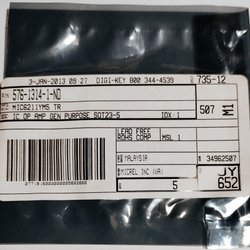 3-JAN-2013 09 27 DIGI-KEY 800 344-4539 735-12
P/N: 576-1314-1-ND
MIC6211YM5 TR
IC OP AMP GEN PURPOSE SOT23-5 IDX: 1
507 M1
LEAD FREE
ROHS COMP MSL 1
MALAYSIA 34962507
MICREL INC (VA) JY
5 652